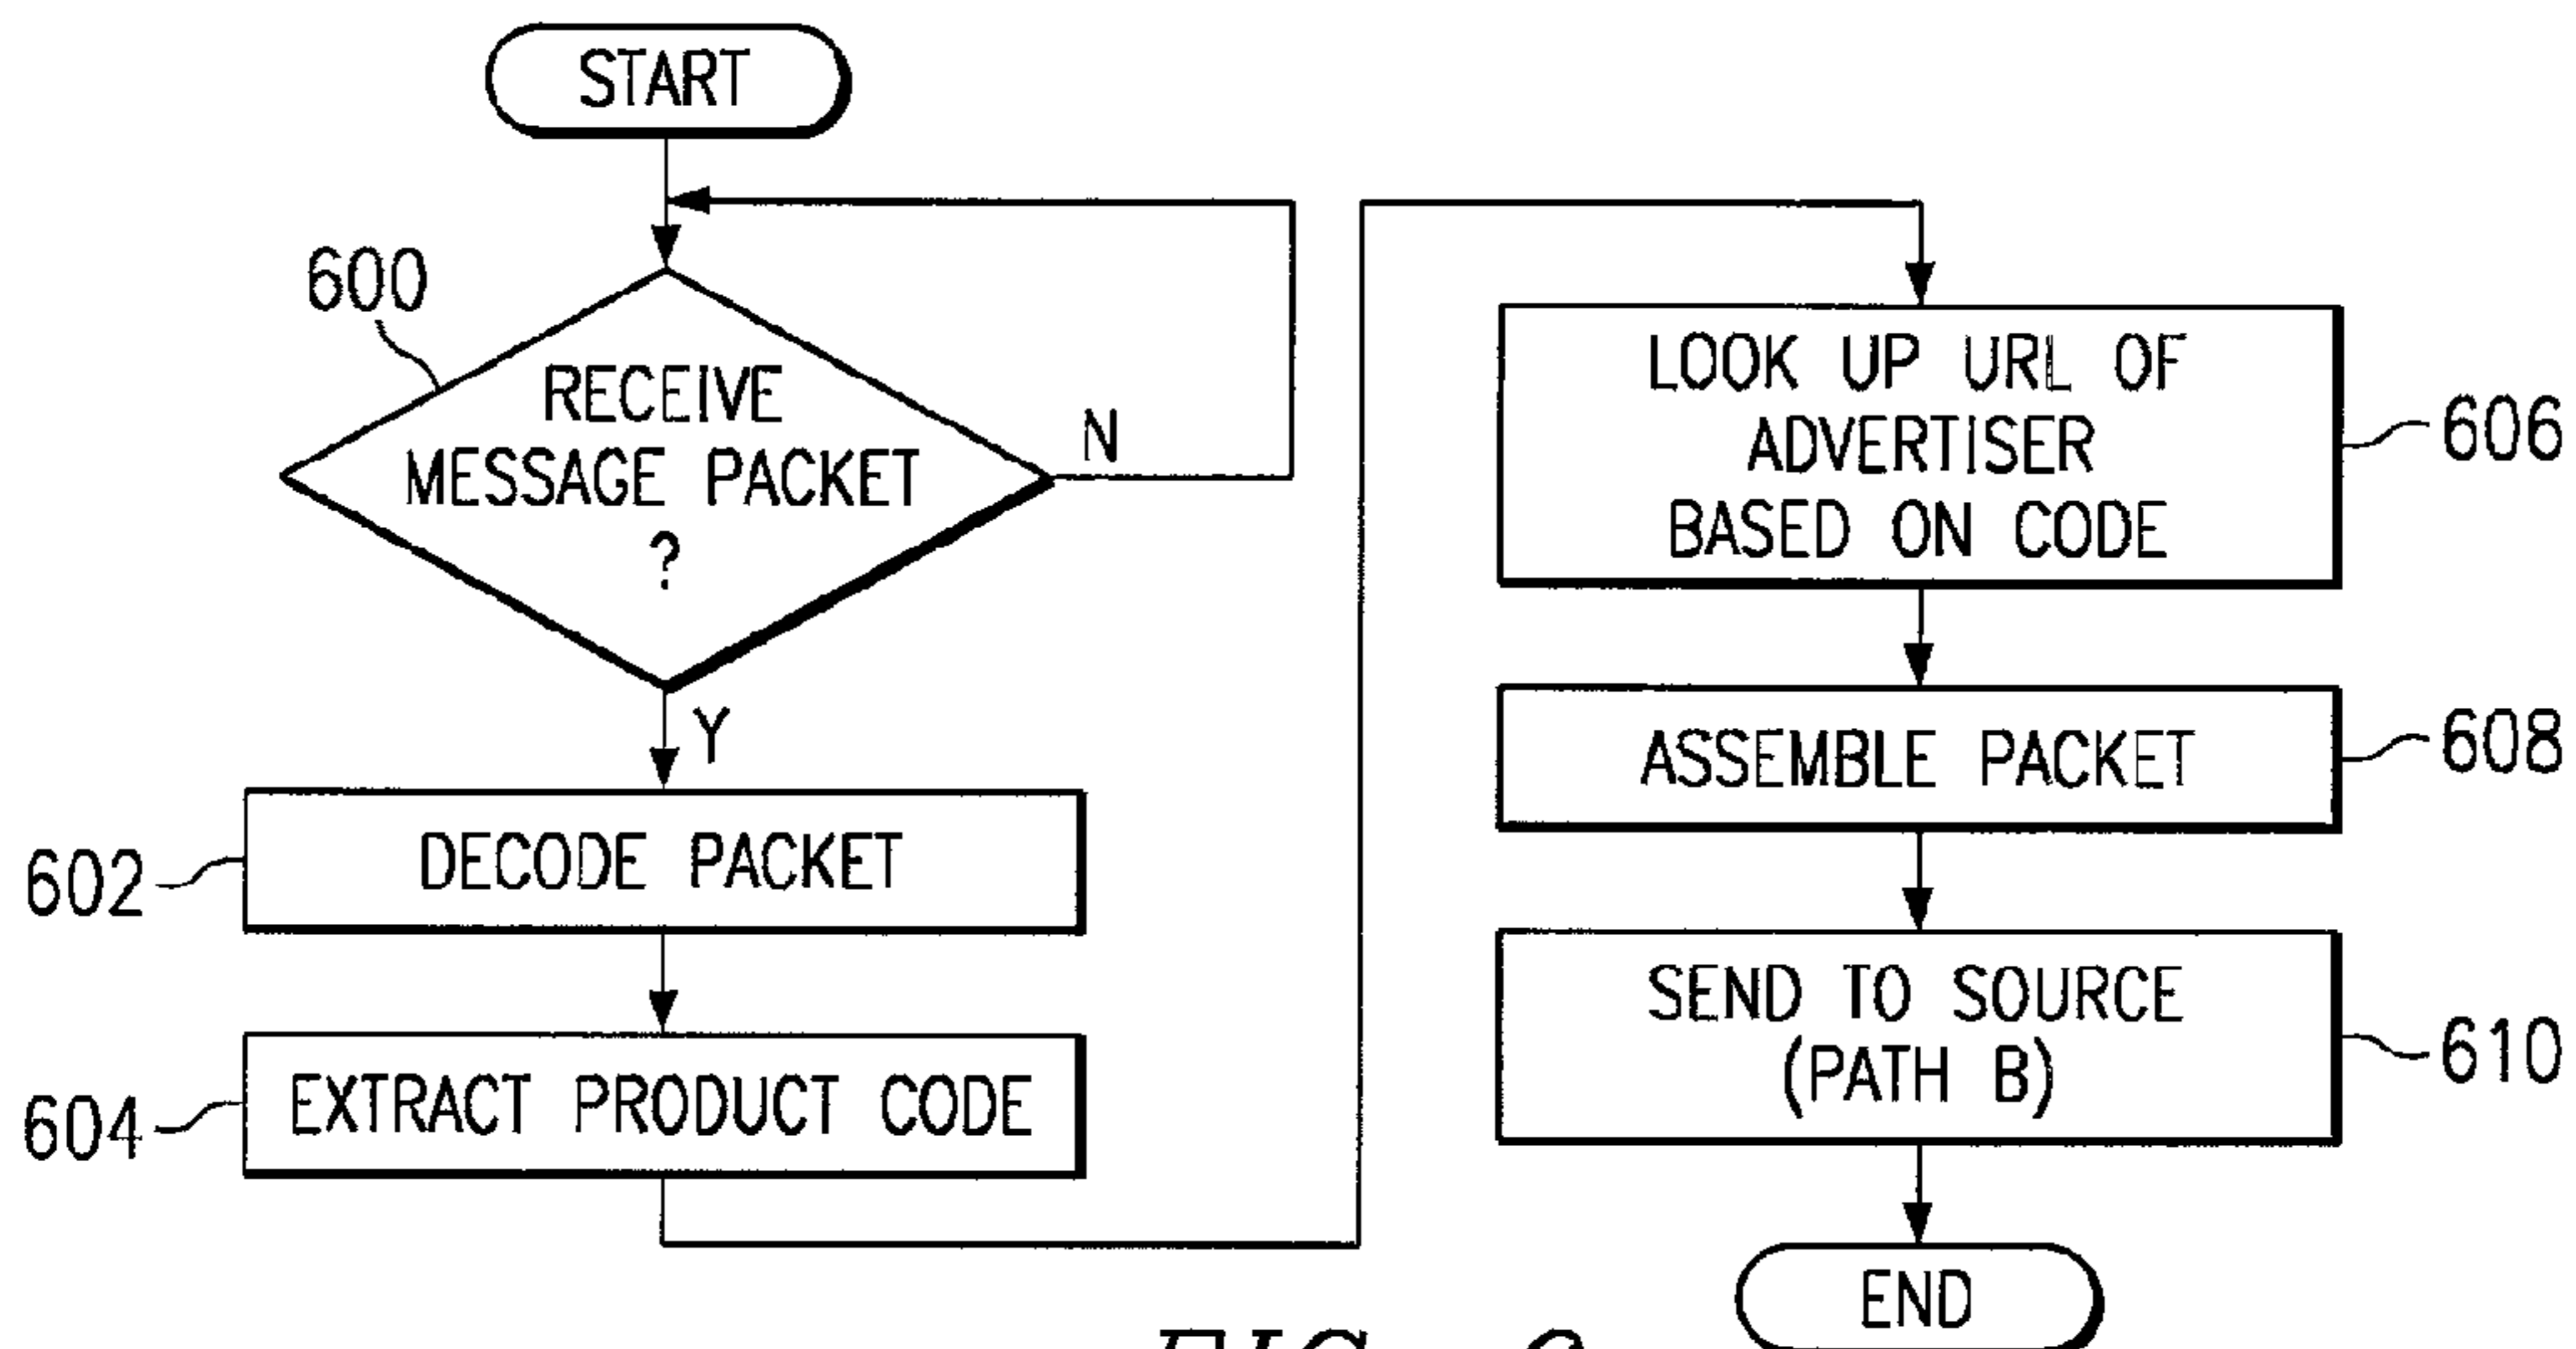 START
600
RECEIVE
MESSAGE PACKET
?
N
Y
602
DECODE PACKET
604
EXTRACT PRODUCT CODE
LOOK UP URL OF
ADVERTISER
BASED ON CODE
606
ASSEMBLE PACKET
608
SEND TO SOURCE
(PATH B)
610
END